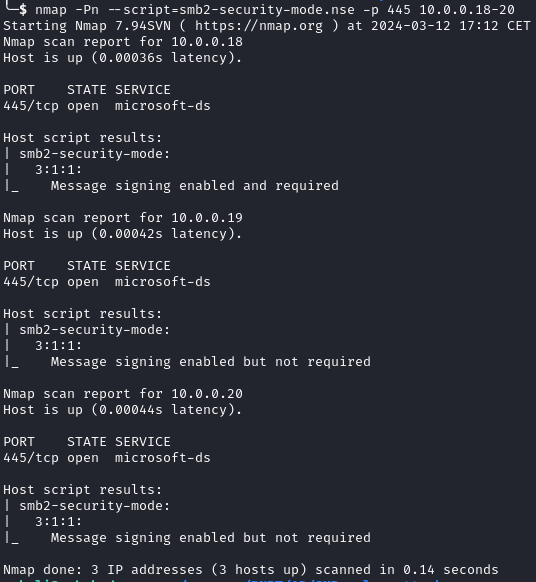 └─$ nmap -Pn --script=smb2-security-mode.nse -p 445 10.0.0.18-20
Starting Nmap 7.94SVN ( https://nmap.org ) at 2024-03-12 17:12 CET
Nmap scan report for 10.0.0.18
Host is up (0.00036s latency).

PORT    STATE SERVICE
445/tcp open  microsoft-ds

Host script results:
| smb2-security-mode:
|   3:1:1:
|_    Message signing enabled and required

Nmap scan report for 10.0.0.19
Host is up (0.00042s latency).

PORT    STATE SERVICE
445/tcp open  microsoft-ds

Host script results:
| smb2-security-mode:
|   3:1:1:
|_    Message signing enabled but not required

Nmap scan report for 10.0.0.20
Host is up (0.00044s latency).

PORT    STATE SERVICE
445/tcp open  microsoft-ds

Host script results:
| smb2-security-mode:
|   3:1:1:
|_    Message signing enabled but not required

Nmap done: 3 IP addresses (3 hosts up) scanned in 0.14 seconds